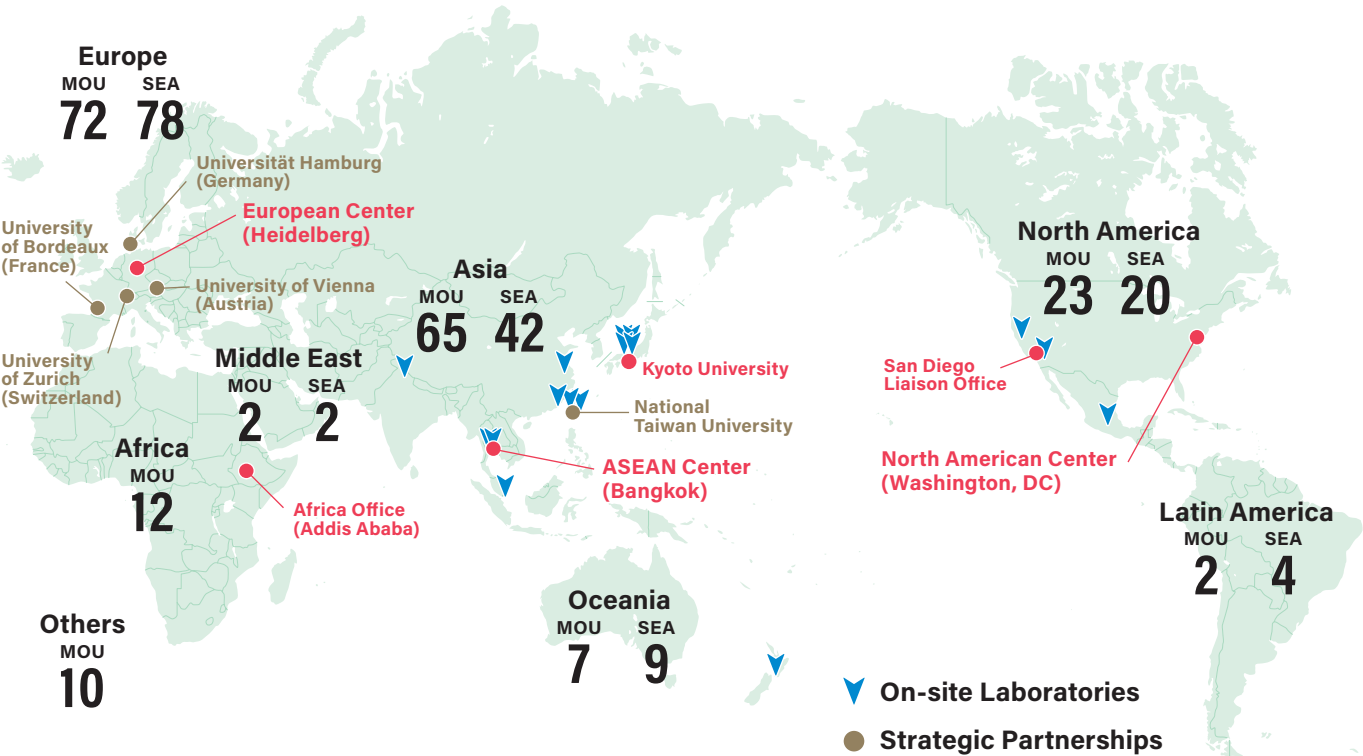 Europe
MOU SEA
72 78
Universität Hamburg
(Germany)
European Center
(Heidelberg)
University
of Bordeaux
(France)
University of Vienna
(Austria)
University
of Zurich
(Switzerland)
Asia
MOU SEA
65 42
Middle East
MOU SEA
2 2
Kyoto University
National
Taiwan University
Africa
MOU
12
Africa Office
(Addis Ababa)
ASEAN Center
(Bangkok)
North America
MOU SEA
23 20
San Diego
Liaison Office
North American Center
(Washington, DC)
Latin America
MOU SEA
2 4
Oceania
MOU SEA
7 9
Others
MOU
10
On-site Laboratories
Strategic Partnerships